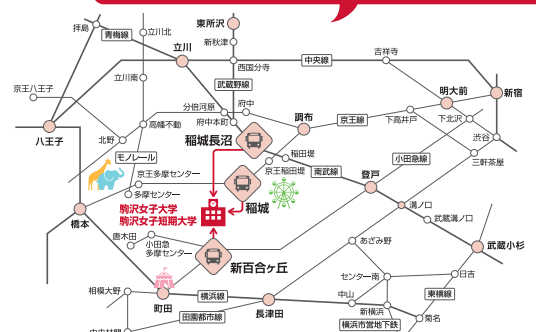 東所沢
拝島
立川北
青梅線
新秋津
立川
吉祥寺
中央線
西国分寺
立川南
武蔵野線
京王八王子
明大前
新宿
分倍河原
府中
調布
京王線
府中本町
下高井戸
下北沢
八王子
北野
高幡不動
渋谷
稲城長沼
モノレール
稲田堤
小田急線
三軒茶屋
京王多摩センター
京王稲田堤
南武線
登戸
多摩センター
稲城
溝ノ口
橋本
駒沢女子大学
駒沢女子短期大学
武蔵溝ノ口
唐木田
小田急
多摩センター
あざみ野
武蔵小杉
新百合ヶ丘
センター南
日吉
相模大野
町田
横浜線
長津田
中山
東横線
新横浜
田園都市線
菊名
横浜市営地下鉄